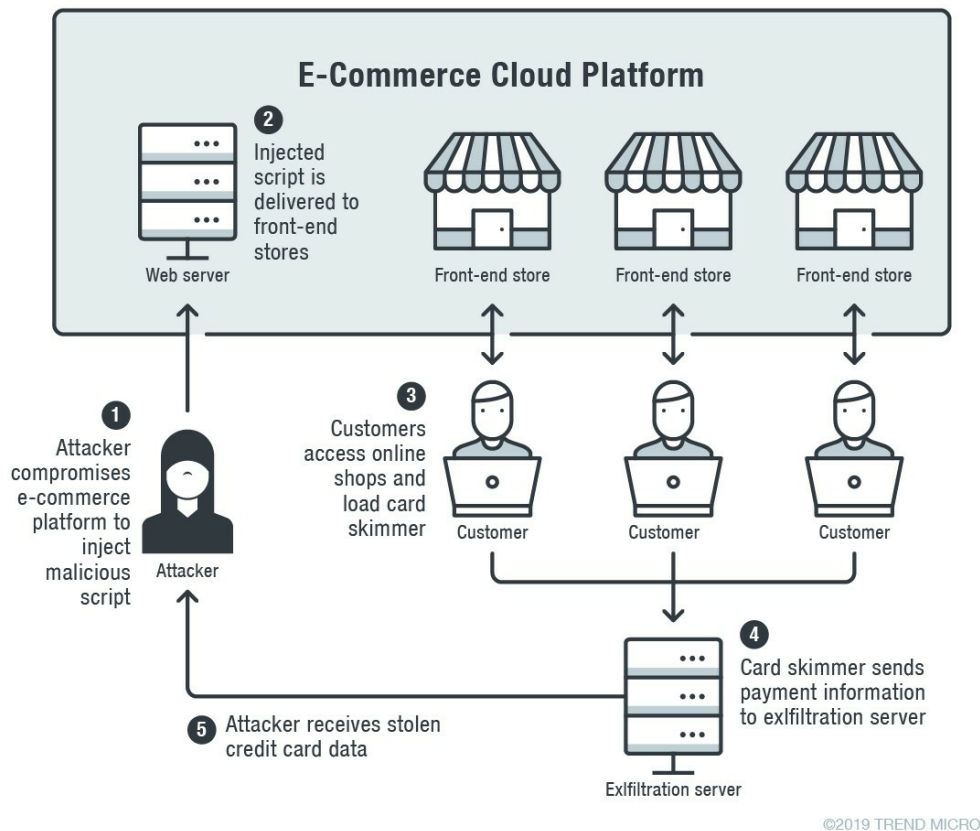 E-Commerce Cloud Platform
2
Injected
script is
delivered to
front-end
stores
Web server
Front-end store
Front-end store
Front-end store
1
Attacker
compromises
e-commerce
platform to
inject
malicious
script
Attacker
3
Customers
access online
shops and
load card
skimmer
Customer
Customer
Customer
4
Card skimmer sends
payment information
to exlfiltration server
Exlfiltration server
5
Attacker receives stolen
credit card data
©2019 TREND MICRO